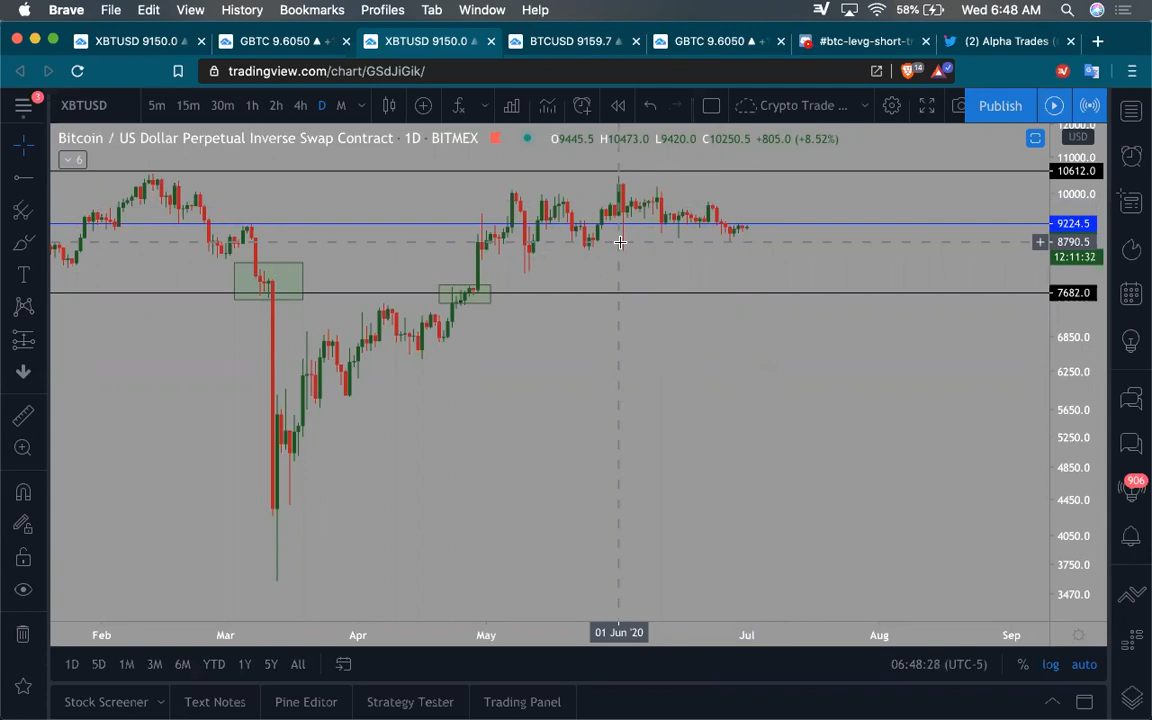 Brave File Edit View History Bookmarks Profiles Tab Window Help 58% Wed 6:48 AM
XBTUSD 9150.0 GBTC 9.6050 XBTUSD 9150.0 BTCUSD 9159.7 GBTC 9.6050 #btc-levg-short-t (2) Alpha Trades
tradingview.com/chart/GSdJiGik/ 14
3 XBTUSD 5m 15m 30m 1h 2h 4h D M Crypto Trade ... Publish
Bitcoin / US Dollar Perpetual Inverse Swap Contract · 1D · BITMEX O9445.5 H10473.0 L9420.0 C10250.5 +805.0 (+8.52%)
6
12000.0
USD
11000.0
10612.0
10000.0
9224.5
8790.5
12:11:32
7682.0
6850.0
6250.0
5650.0
5250.0
4850.0
4450.0
4050.0
3750.0
3470.0
906
Feb Mar Apr May 01 Jun '20 Jul Aug Sep
1D 5D 1M 3M 6M YTD 1Y 5Y All 06:48:28 (UTC-5) % log auto
Stock Screener Text Notes Pine Editor Strategy Tester Trading Panel